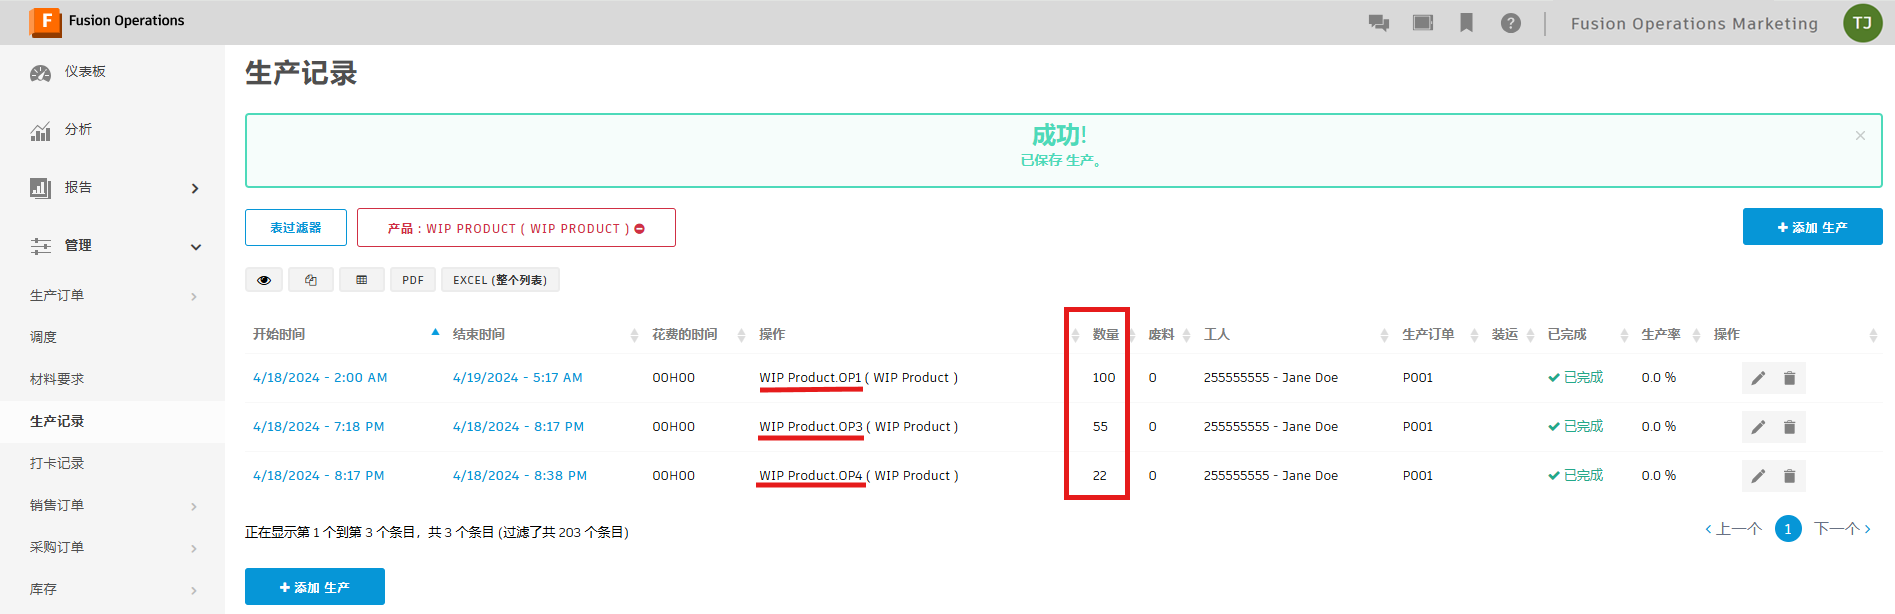 Fusion Operations
Fusion Operations Marketing
TJ
仪表板
分析
报告
管理
生产订单
调度
材料要求
生产记录
打卡记录
销售订单
采购订单
库存
生产记录
成功!
已保存 生产。
表过滤器
产品 : WIP PRODUCT ( WIP PRODUCT )
添加 生产
PDF
EXCEL (整个列表)
开始时间 结束时间 花费的时间 操作 数量 废料 工人 生产订单 装运 已完成 生产率 操作
4/18/2024 - 2:00 AM 4/19/2024 - 5:17 AM 00H00 WIP Product.OP1 ( WIP Product ) 100 0 255555555 - Jane Doe P001 已完成 0.0 %
4/18/2024 - 7:18 PM 4/18/2024 - 8:17 PM 00H00 WIP Product.OP3 ( WIP Product ) 55 0 255555555 - Jane Doe P001 已完成 0.0 %
4/18/2024 - 8:17 PM 4/18/2024 - 8:38 PM 00H00 WIP Product.OP4 ( WIP Product ) 22 0 255555555 - Jane Doe P001 已完成 0.0 %
正在显示第 1 个到第 3 个条目，共 3 个条目 (过滤了共 203 个条目)
上一个 1 下一个
添加 生产